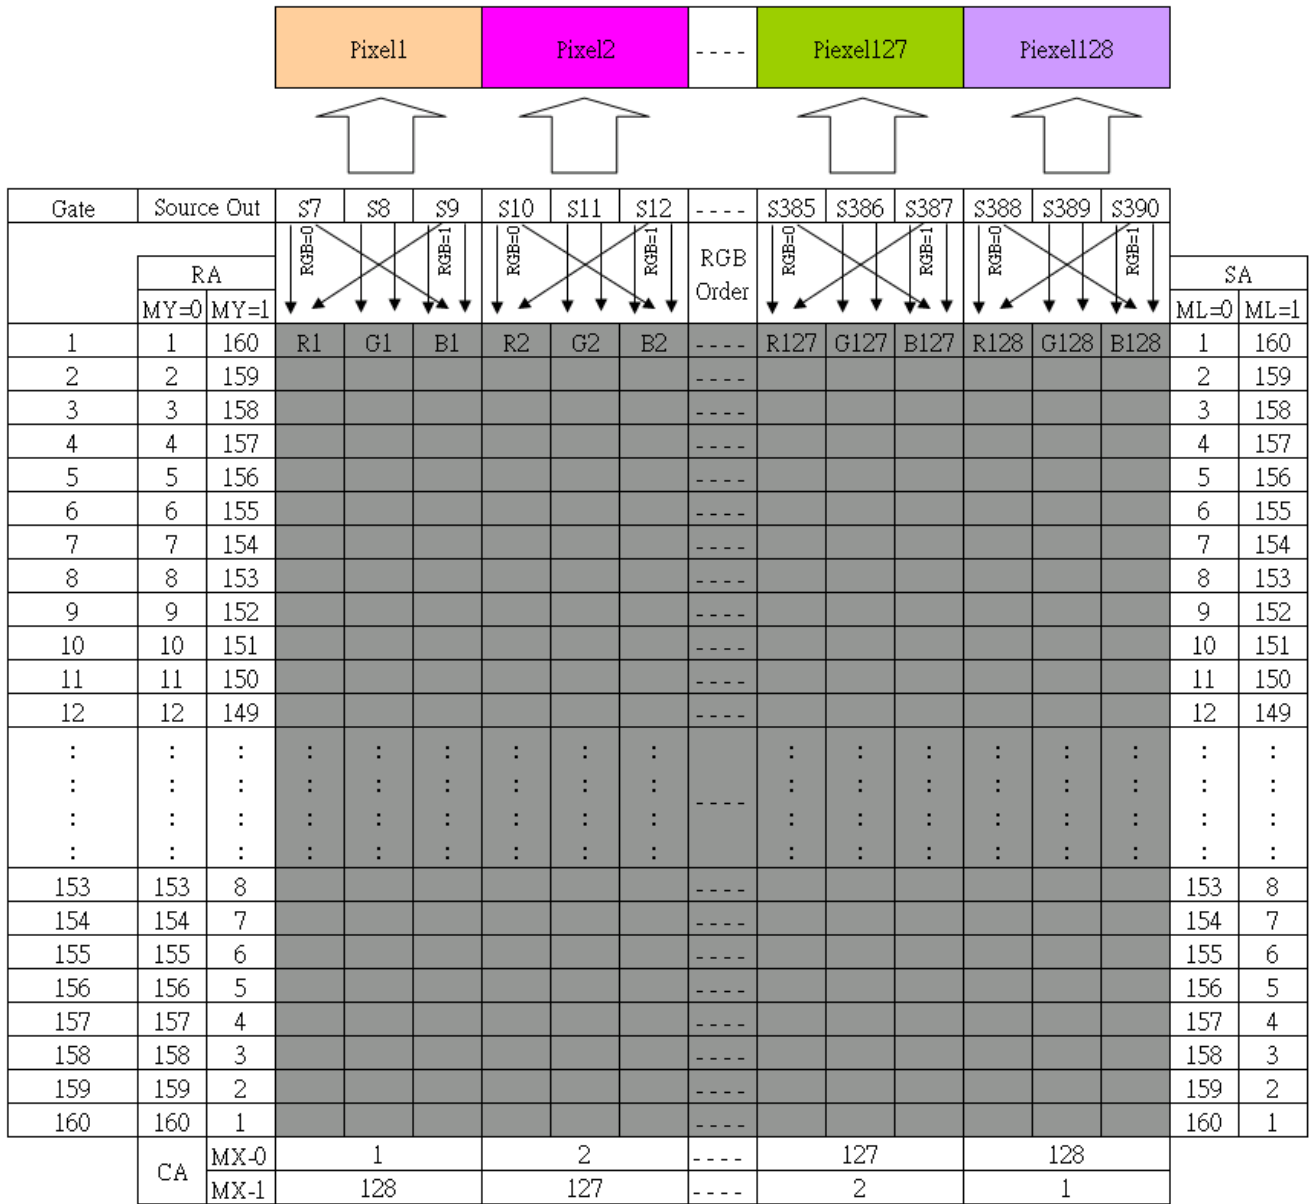 Pixel1 Pixel2 ---- Piexel127 Piexel128
Gate Source Out S7 S8 S9 S10 S11 S12 ---- S385 S386 S387 S388 S389 S390
RGB=0 RGB=1 RGB=0 RGB=1 RGB Order RGB=0 RGB=1 RGB=0 RGB=1
RA SA
MY=0 MY=1 ML=0 ML=1
1 1 160 R1 G1 B1 R2 G2 B2 ---- R127 G127 B127 R128 G128 B128 1 160
2 2 159 ---- 2 159
3 3 158 ---- 3 158
4 4 157 ---- 4 157
5 5 156 ---- 5 156
6 6 155 ---- 6 155
7 7 154 ---- 7 154
8 8 153 ---- 8 153
9 9 152 ---- 9 152
10 10 151 ---- 10 151
11 11 150 ---- 11 150
12 12 149 ---- 12 149
: : : : : : : : : : : : : : : : :
: : : : : : : : : : : : : : : : :
----
: : : : : : : : : : : : : : : : :
: : : : : : : : : : : : : : : : :
153 153 8 ---- 153 8
154 154 7 ---- 154 7
155 155 6 ---- 155 6
156 156 5 ---- 156 5
157 157 4 ---- 157 4
158 158 3 ---- 158 3
159 159 2 ---- 159 2
160 160 1 ---- 160 1
CA MX-0 1 2 ---- 127 128
MX-1 128 127 ---- 2 1